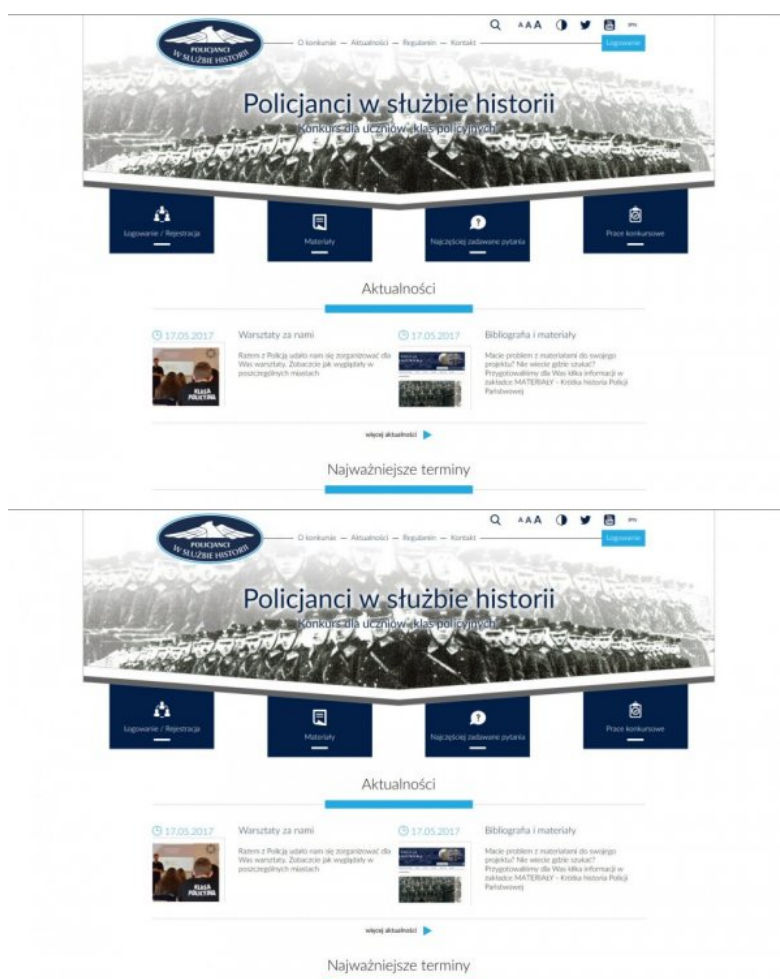 POLICJANCI
W SŁUŻBIE HISTORII
O konkursie — Aktualności — Regulamin — Kontakt
A A A
IPN
Logowanie
Policjanci w służbie historii
Konkurs dla uczniów „klas policyjnych”
Logowanie / Rejestracja
Materiały
Najczęściej zadawane pytania
Prace konkursowe
Aktualności
17.05.2017
Warsztaty za nami
Razem z Policją udało nam się zorganizować dla
Was warsztaty. Zobaczcie jak wyglądały w
poszczególnych miastach
KLASA
POLICYJNA
17.05.2017
Bibliografia i materiały
Macie problem z materiałami do swojego
projektu? Nie wiecie gdzie szukać?
Przygotowaliśmy dla Was kilka informacji w
zakładce MATERIAŁY - Krótka historia Policji
Państwowej
więcej aktualności
Najważniejsze terminy
POLICJANCI
W SŁUŻBIE HISTORII
O konkursie — Aktualności — Regulamin — Kontakt
A A A
IPN
Logowanie
Policjanci w służbie historii
Konkurs dla uczniów „klas policyjnych”
Logowanie / Rejestracja
Materiały
Najczęściej zadawane pytania
Prace konkursowe
Aktualności
17.05.2017
Warsztaty za nami
Razem z Policją udało nam się zorganizować dla
Was warsztaty. Zobaczcie jak wyglądały w
poszczególnych miastach
KLASA
POLICYJNA
17.05.2017
Bibliografia i materiały
Macie problem z materiałami do swojego
projektu? Nie wiecie gdzie szukać?
Przygotowaliśmy dla Was kilka informacji w
zakładce MATERIAŁY - Krótka historia Policji
Państwowej
więcej aktualności
Najważniejsze terminy